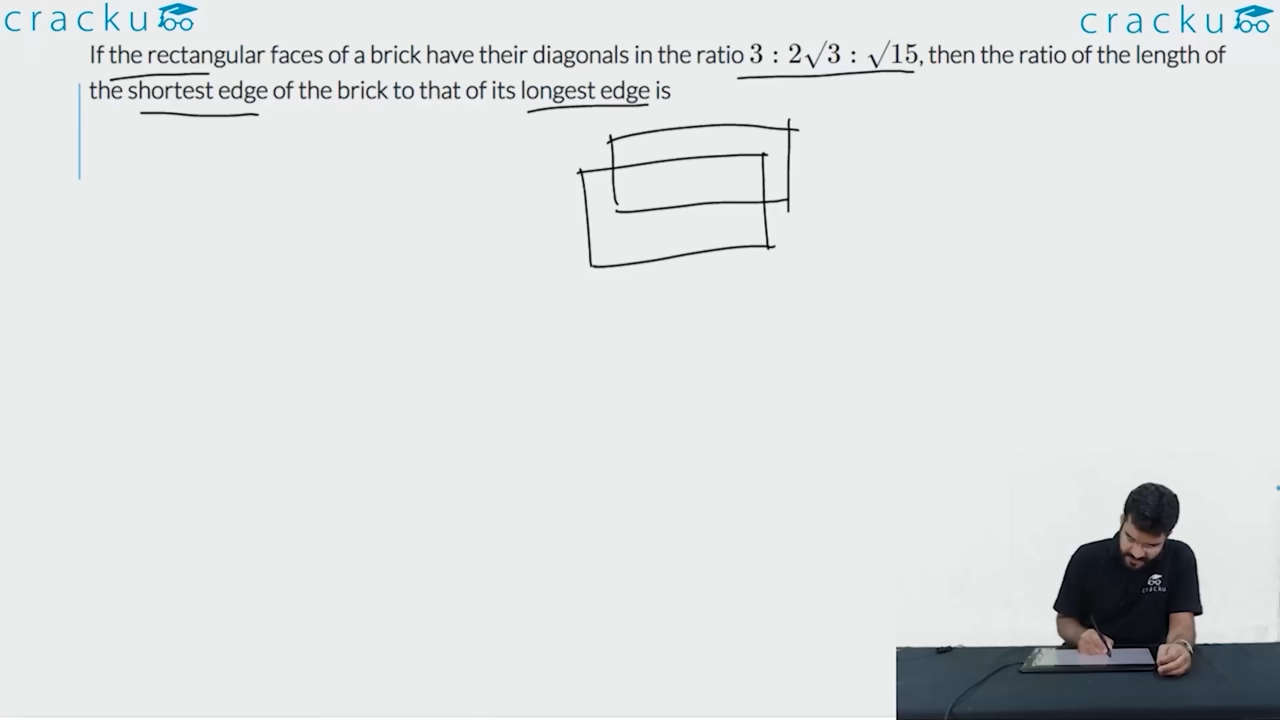 cracku
cracku
If the rectangular faces of a brick have their diagonals in the ratio 3 : 2√3 : √15, then the ratio of the length of
the shortest edge of the brick to that of its longest edge is
cracku